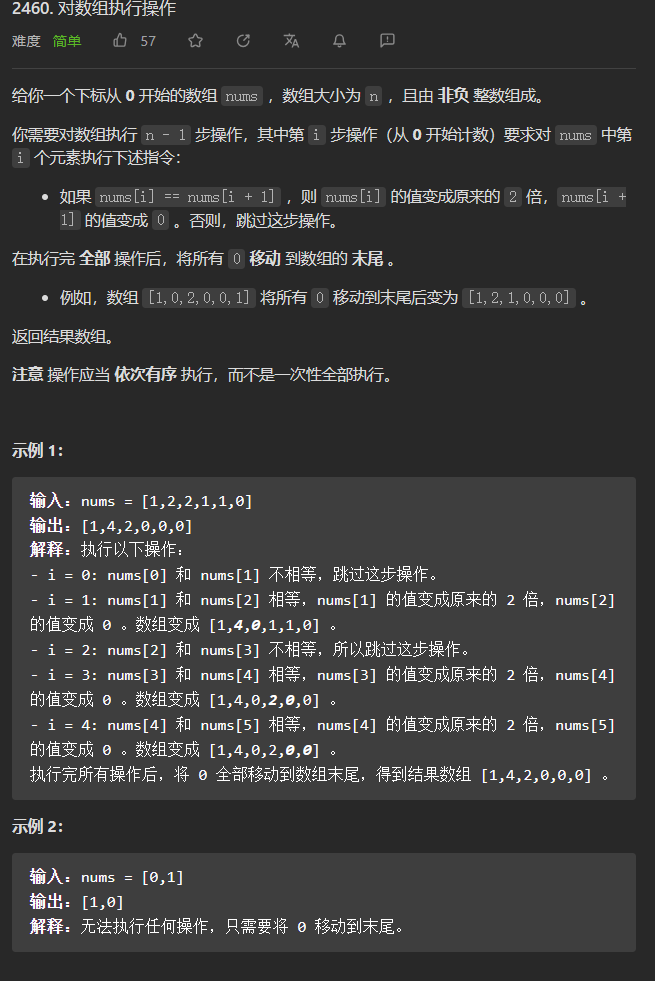 2460. 对数组执行操作
难度 简单 57
给你一个下标从 0 开始的数组 nums ，数组大小为 n ，且由 非负 整数组成。
你需要对数组执行 n - 1 步操作，其中第 i 步操作（从 0 开始计数）要求对 nums 中第
i 个元素执行下述指令：
• 如果 nums[i] == nums[i + 1] ，则 nums[i] 的值变成原来的 2 倍，nums[i +
1] 的值变成 0 。否则，跳过这步操作。
在执行完 全部 操作后，将所有 0 移动 到数组的 末尾 。
• 例如，数组 [1,0,2,0,0,1] 将所有 0 移动到末尾后变为 [1,2,1,0,0,0] 。
返回结果数组。
注意 操作应当 依次有序 执行，而不是一次性全部执行。
示例 1：
输入：nums = [1,2,2,1,1,0]
输出：[1,4,2,0,0,0]
解释：执行以下操作：
- i = 0: nums[0] 和 nums[1] 不相等，跳过这步操作。
- i = 1: nums[1] 和 nums[2] 相等，nums[1] 的值变成原来的 2 倍，nums[2]
的值变成 0 。数组变成 [1,4,0,1,1,0] 。
- i = 2: nums[2] 和 nums[3] 不相等，所以跳过这步操作。
- i = 3: nums[3] 和 nums[4] 相等，nums[3] 的值变成原来的 2 倍，nums[4]
的值变成 0 。数组变成 [1,4,0,2,0,0] 。
- i = 4: nums[4] 和 nums[5] 相等，nums[4] 的值变成原来的 2 倍，nums[5]
的值变成 0 。数组变成 [1,4,0,2,0,0] 。
执行完所有操作后，将 0 全部移动到数组末尾，得到结果数组 [1,4,2,0,0,0] 。
示例 2：
输入：nums = [0,1]
输出：[1,0]
解释：无法执行任何操作，只需要将 0 移动到末尾。